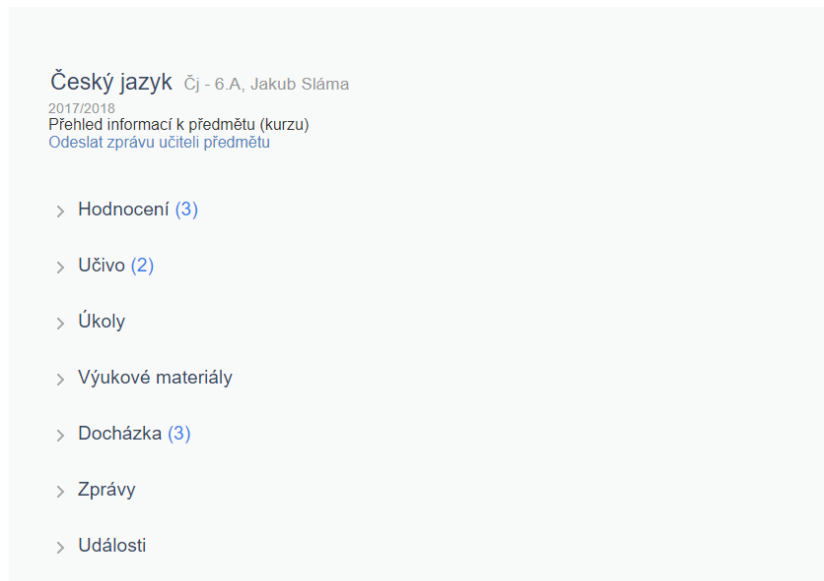 Český jazyk Čj - 6.A, Jakub Sláma
2017/2018
Přehled informací k předmětu (kurzu)
Odeslat zprávu učiteli předmětu
Hodnocení (3)
Učivo (2)
Úkoly
Výukové materiály
Docházka (3)
Zprávy
Události